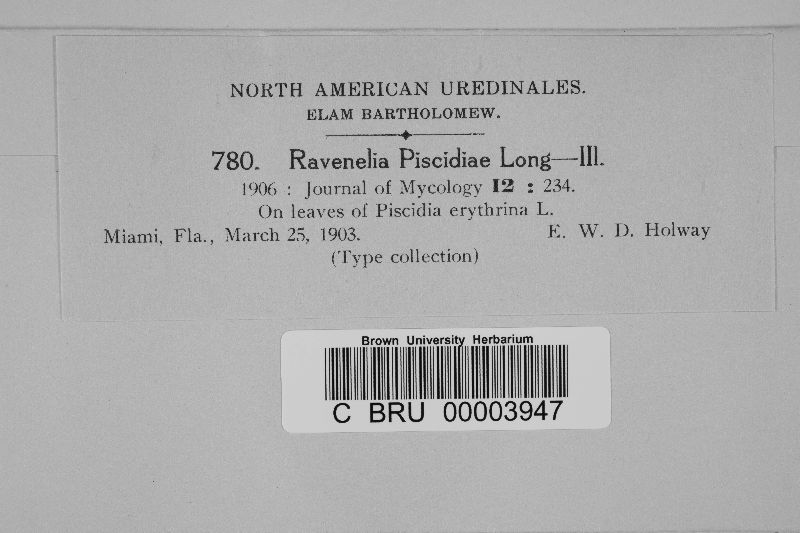 NORTH AMERICAN UREDINALES.
ELAM BARTHOLOMEW.
780. Ravenelia Piscidiae Long—III.
1906 : Journal of Mycology 12 : 234.
On leaves of Piscidia erythrina L.
Miami, Fla., March 25, 1903. E. W. D. Holway
(Type collection)
Brown University Herbarium
C BRU 00003947